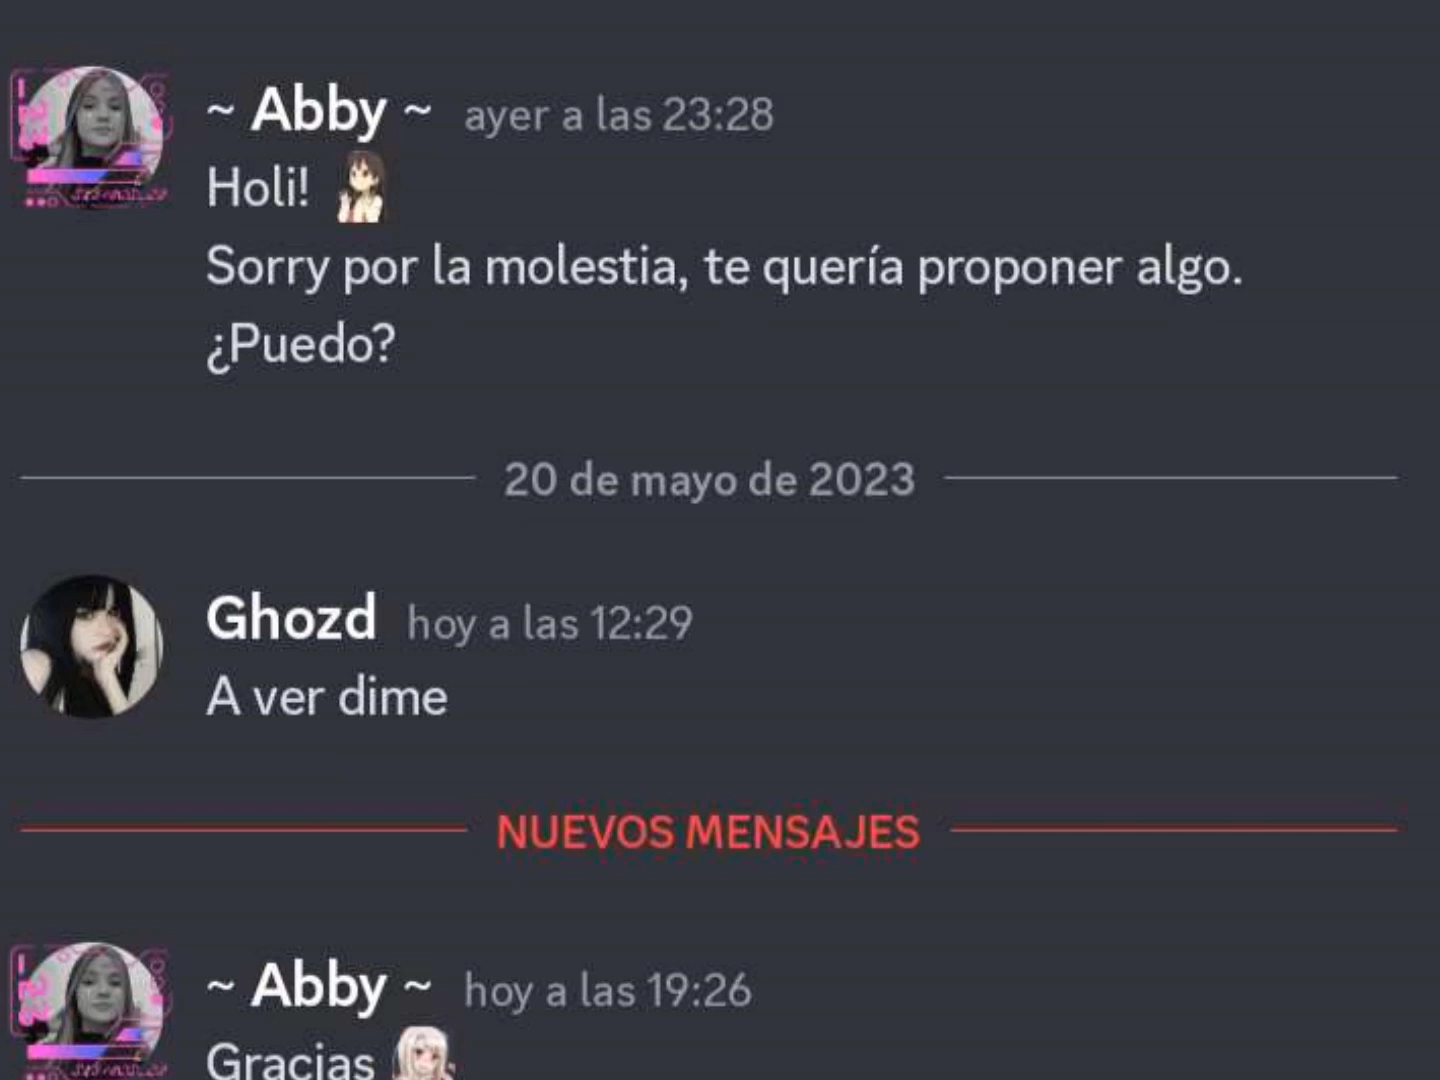 ~ Abby ~ ayer a las 23:28
Holi!
Sorry por la molestia, te quería proponer algo.
¿Puedo?
20 de mayo de 2023
Ghozd hoy a las 12:29
A ver dime
NUEVOS MENSAJES
~ Abby ~ hoy a las 19:26
Gracias